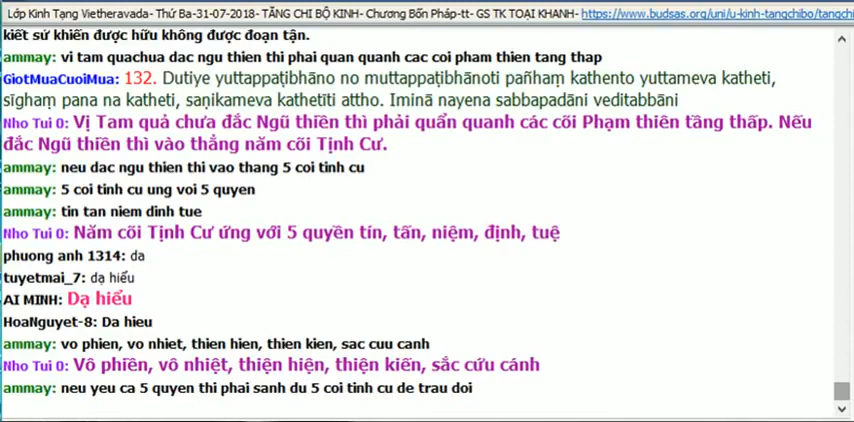 Lớp Kinh Tạng Vietheravada- Thứ Ba-31-07-2018- TĂNG CHI BỘ KINH- Chương Bốn Pháp-tt- GS TK TOẠI KHANH- https://www.budsas.org/uni/u-kinh-tangchibo/tangchi
kiết sử khiến được hữu không được đoạn tận.
ammay: vi tam quachua dac ngu thien thi phai quan quanh cac coi pham thien tang thap
GiotMuaCuoiMua: 132. Dutiye yuttappaṭibhāno no muttappaṭibhānoti pañhaṃ kathento yuttameva katheti,
sīghaṃ pana na katheti, saṇikameva kathetīti attho. Iminā nayena sabbapadāni veditabbāni
Nho Tui 0: Vị Tam quả chưa đắc Ngũ thiền thì phải quẩn quanh các cõi Phạm thiên tầng thấp. Nếu
đắc Ngũ thiền thì vào thẳng năm cõi Tịnh Cư.
ammay: neu dac ngu thien thi vao thang 5 coi tinh cu
ammay: 5 coi tinh cu ung voi 5 quyen
ammay: tin tan niem dinh tue
Nho Tui 0: Năm cõi Tịnh Cư ứng với 5 quyền tín, tấn, niệm, định, tuệ
phuong anh 1314: da
tuyetmai_7: dạ hiểu
AI MINH: Dạ hiểu
HoaNguyet-8: Da hieu
ammay: vo phien, vo nhiet, thien hien, thien kien, sac cuu canh
Nho Tui 0: Vô phiền, vô nhiệt, thiện hiện, thiện kiến, sắc cứu cánh
ammay: neu yeu ca 5 quyen thi phai sanh du 5 coi tinh cu de trau doi